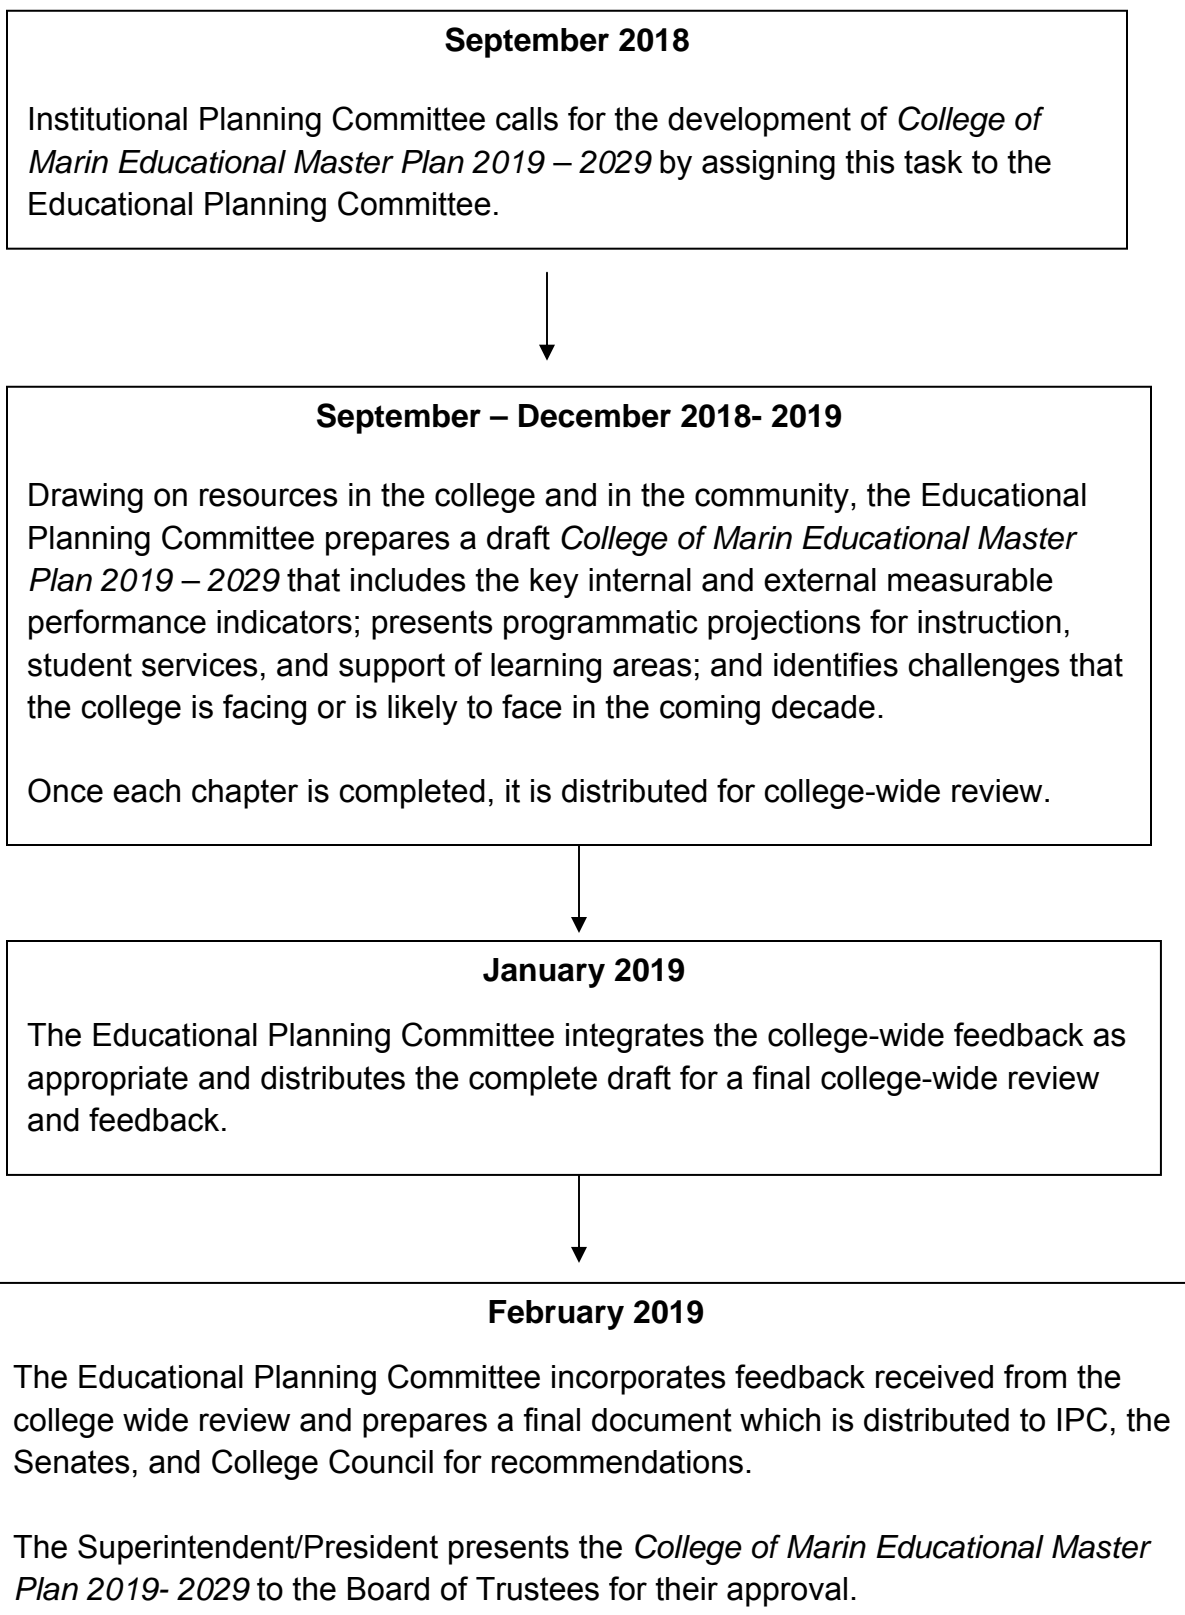 September 2018
Institutional Planning Committee calls for the development of College of
Marin Educational Master Plan 2019 – 2029 by assigning this task to the
Educational Planning Committee.
September – December 2018- 2019
Drawing on resources in the college and in the community, the Educational
Planning Committee prepares a draft College of Marin Educational Master
Plan 2019 – 2029 that includes the key internal and external measurable
performance indicators; presents programmatic projections for instruction,
student services, and support of learning areas; and identifies challenges that
the college is facing or is likely to face in the coming decade.
Once each chapter is completed, it is distributed for college-wide review.
January 2019
The Educational Planning Committee integrates the college-wide feedback as
appropriate and distributes the complete draft for a final college-wide review
and feedback.
February 2019
The Educational Planning Committee incorporates feedback received from the
college wide review and prepares a final document which is distributed to IPC, the
Senates, and College Council for recommendations.
The Superintendent/President presents the College of Marin Educational Master
Plan 2019- 2029 to the Board of Trustees for their approval.